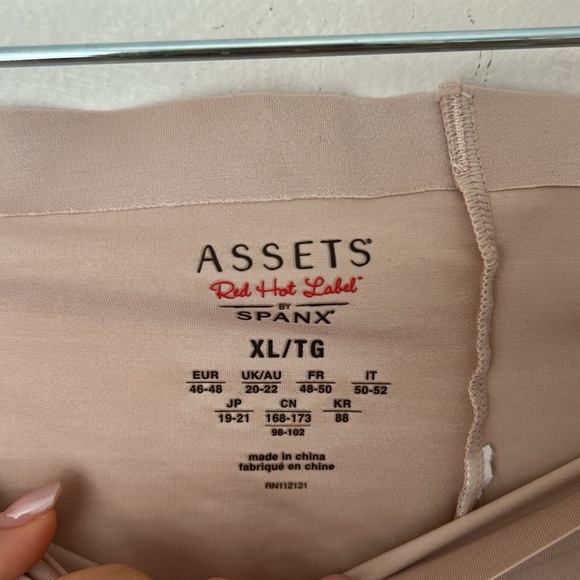 ASSETS®
Red Hot Label™
BY
SPANX®
XL/TG
EUR UK/AU FR IT
46-48 20-22 48-50 50-52
JP CN KR
19-21 168-173 88
98-102
made in china
fabriqué en chine
RN112121